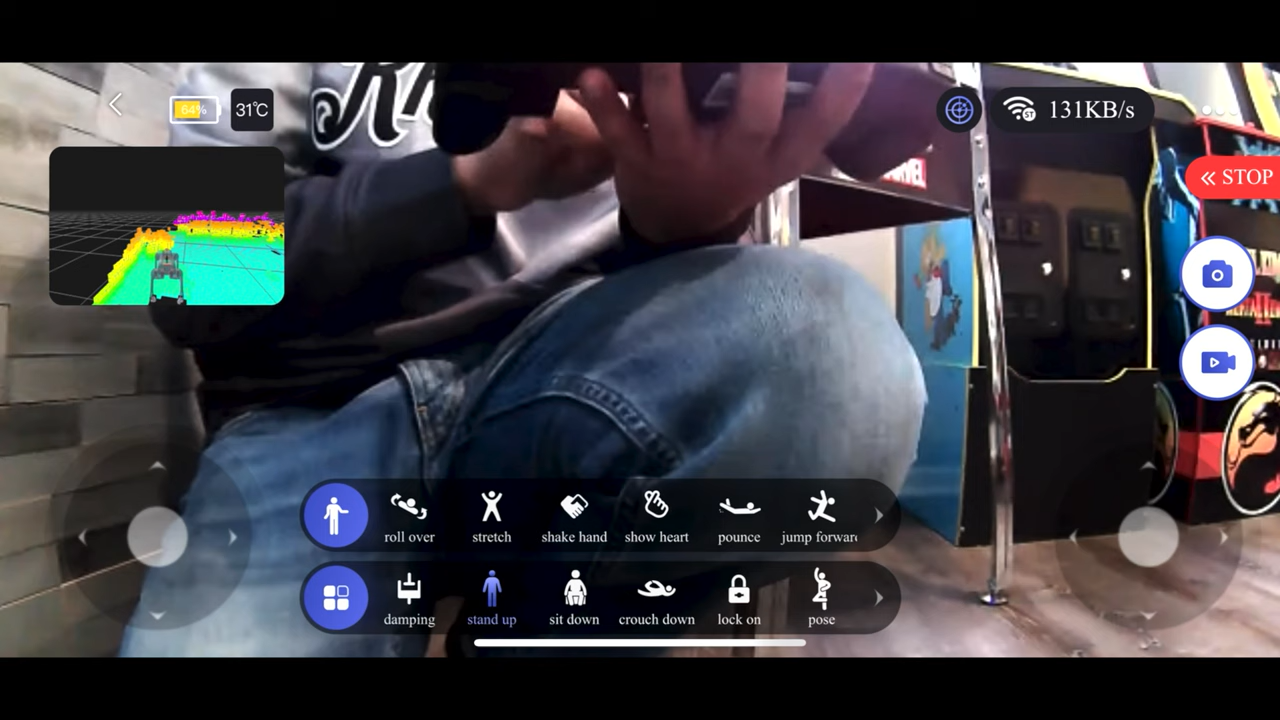 64%
31°C
131KB/s
STOP
MARVEL
roll over
stretch
shake hand
show heart
pounce
jump forward
damping
stand up
sit down
crouch down
lock on
pose